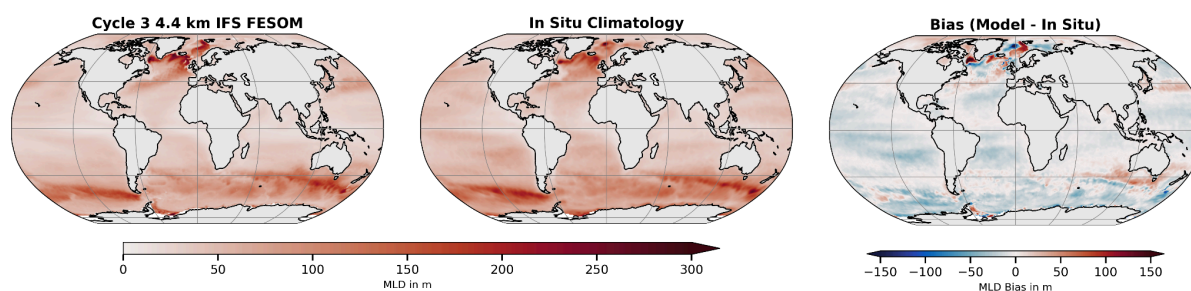 Cycle 3 4.4 km IFS FESOM
In Situ Climatology
Bias (Model - In Situ)
0 50 100 150 200 250 300
MLD in m
−150 −100 −50 0 50 100 150
MLD Bias in m